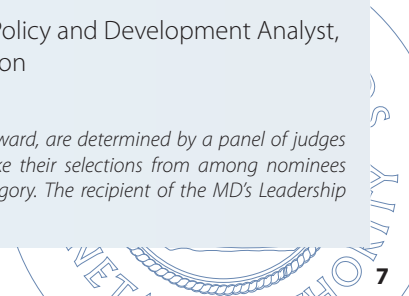 Policy and Development Analyst,
on
ward, are determined by a panel of judges
ke their selections from among nominees
gory. The recipient of the MD's Leadership
7